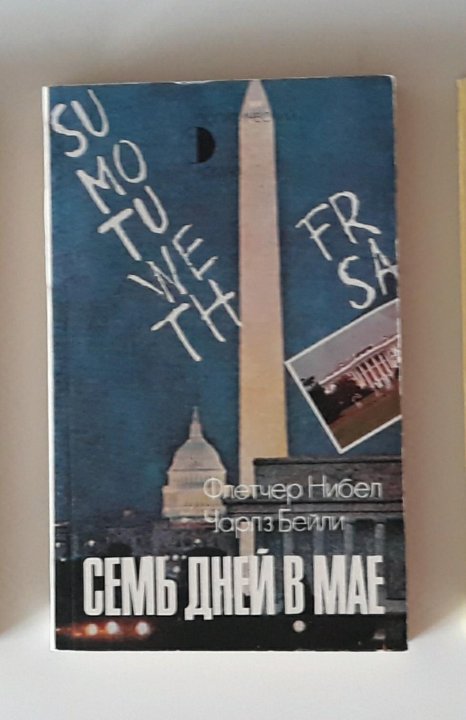 SU
MO
TU
WE
TH
FR
SA
Флетчер Нибел
Чарлз Бейли
СЕМЬ ДНЕЙ В МАЕ